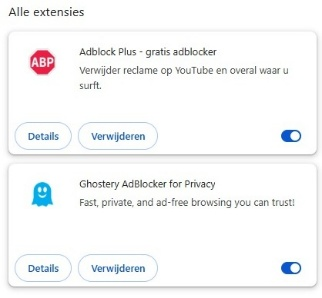 Alle extensies
ABP
Adblock Plus - gratis adblocker
Verwijder reclame op YouTube en overal waar u
surft.
Details
Verwijderen
Ghostery AdBlocker for Privacy
Fast, private, and ad-free browsing you can trust!
Details
Verwijderen